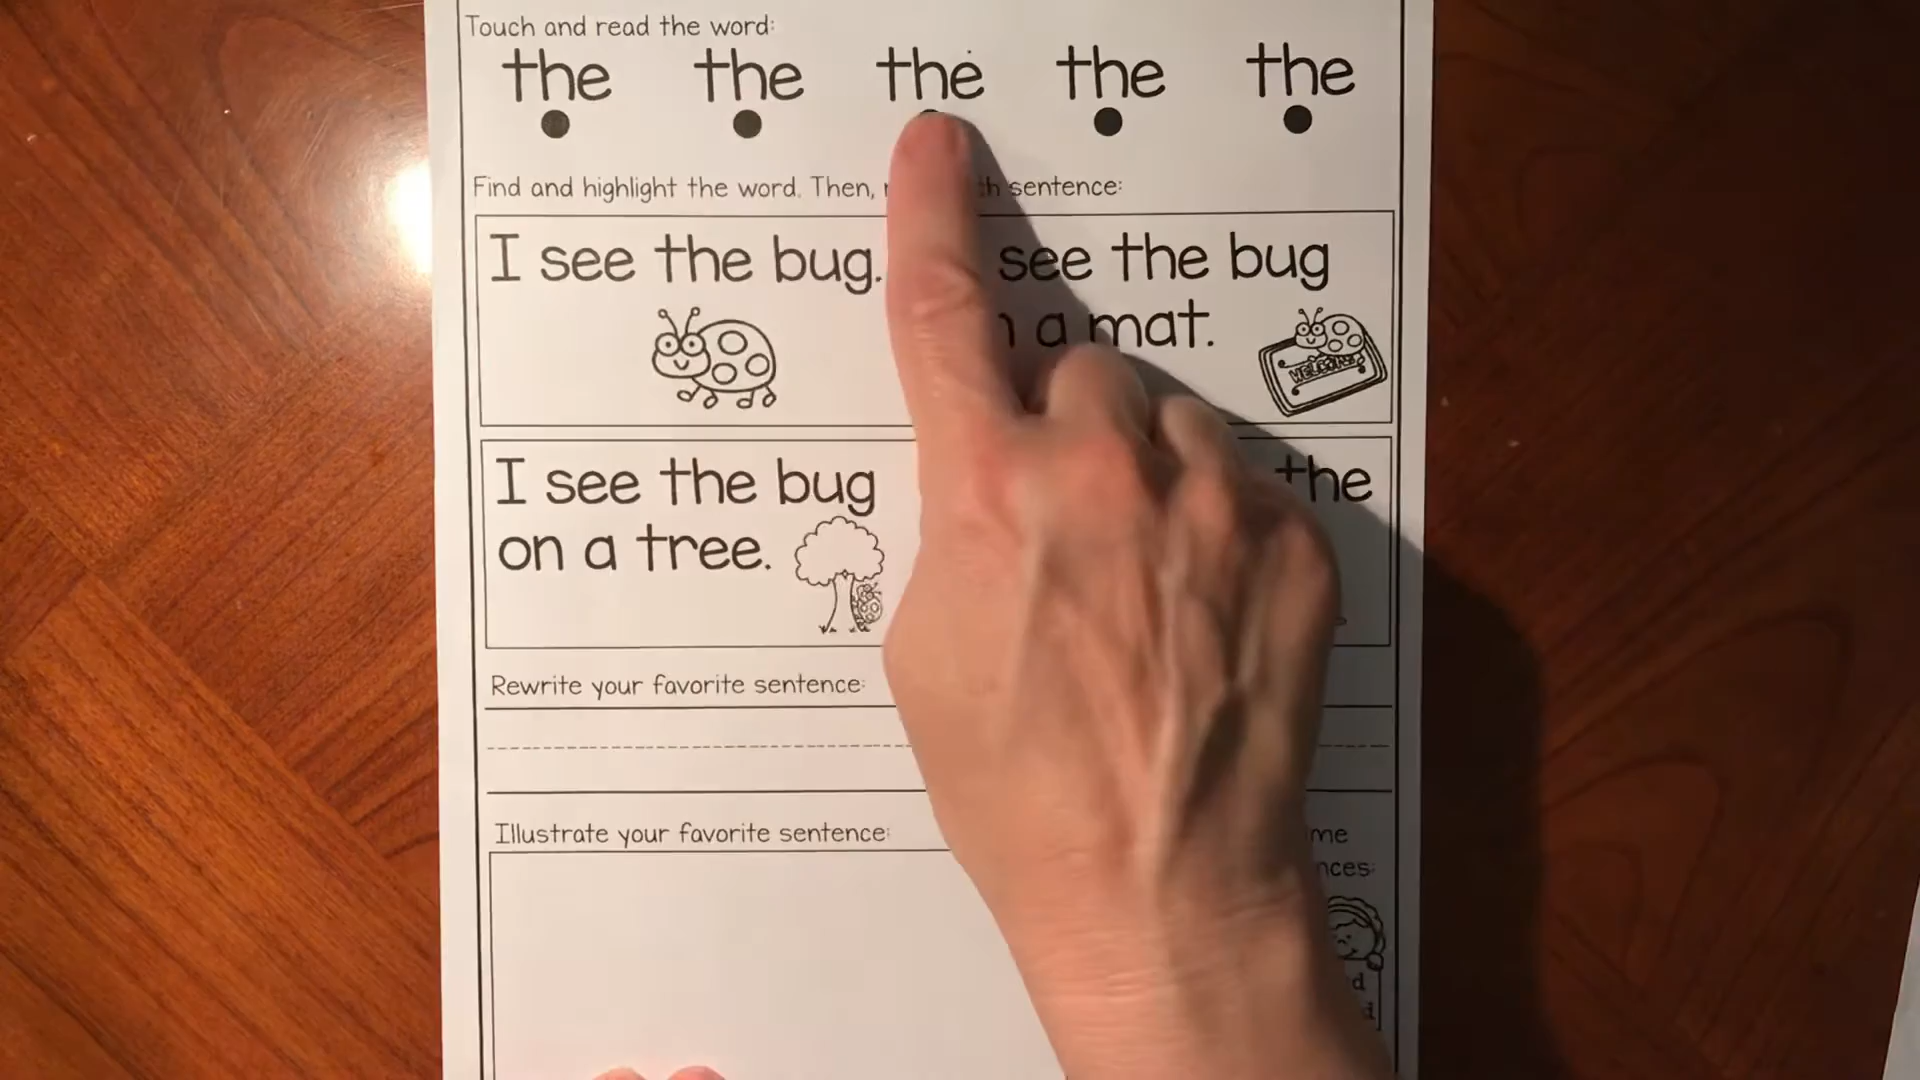 Touch and read the word:
the the the the the
Find and highlight the word. Then, sentence:
I see the bug.
see the bug
a mat.
WELCOME
I see the bug
on a tree.
the
Rewrite your favorite sentence:
Illustrate your favorite sentence: